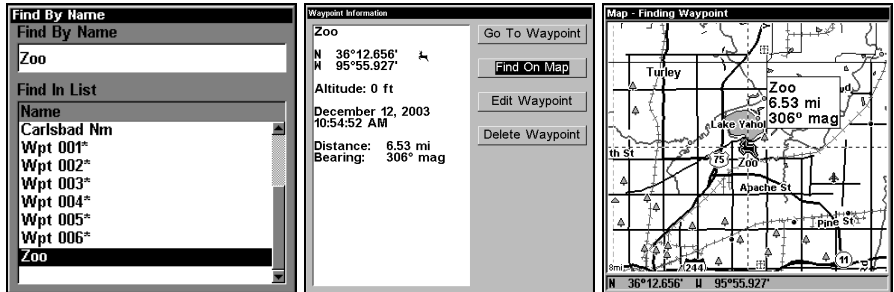 Find By Name
Find By Name
Zoo
Find In List
Name
Carlsbad Nm
Wpt 001*
Wpt 002*
Wpt 003*
Wpt 004*
Wpt 005*
Wpt 006*
Zoo
Waypoint Information
Zoo
N 36°12.656'
W 95°55.927'
Altitude: 0 ft
December 12, 2003
10:54:52 AM
Distance: 6.53 mi
Bearing: 306° mag
Go To Waypoint
Find On Map
Edit Waypoint
Delete Waypoint
Map - Finding Waypoint
Turley
Zoo
6.53 mi
306° mag
Lake Yahol
th St
75
Zoo
Apache St
Pine St
11
8mi
244
N 36°12.656' W 95°55.927'